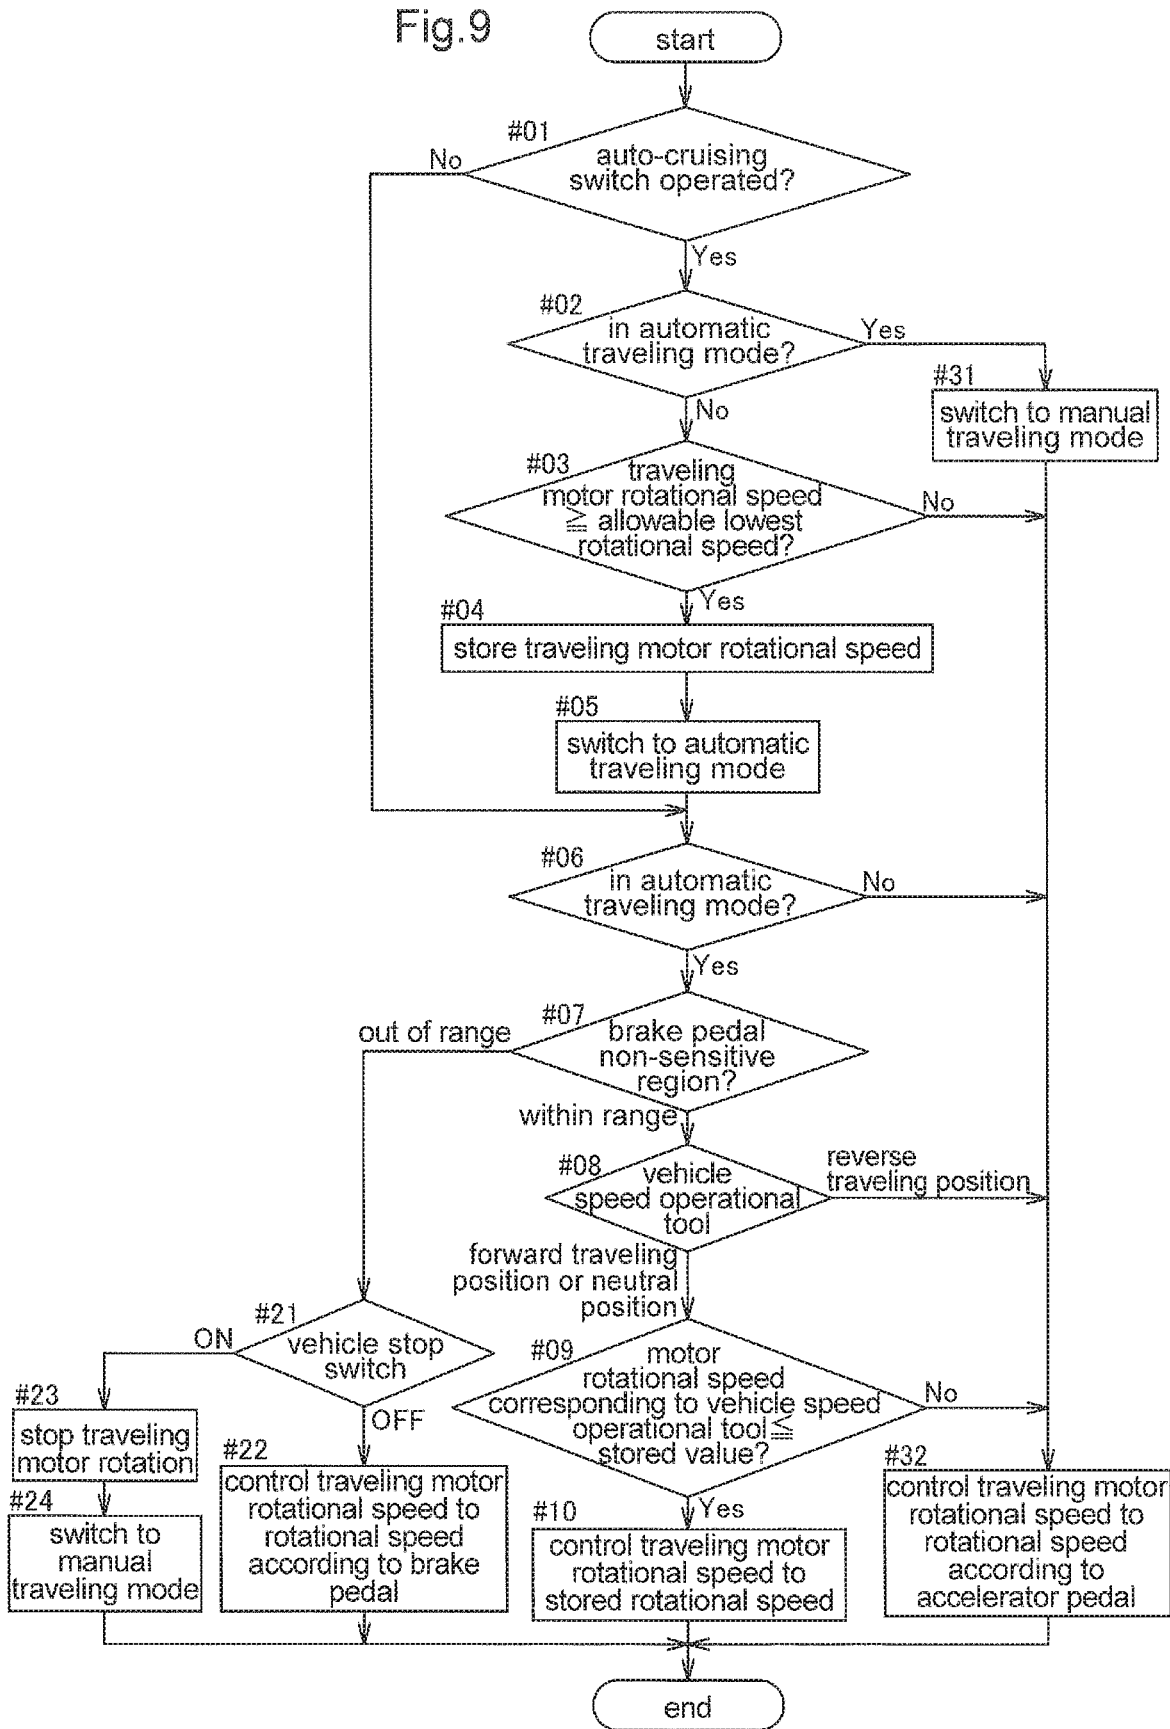 Fig.9
start
#01
No
auto-cruising
switch operated?
Yes
#02
in automatic
traveling mode?
Yes
No
#31
switch to manual
traveling mode
#03
traveling
motor rotational speed
≧ allowable lowest
rotational speed?
No
Yes
#04
store traveling motor rotational speed
#05
switch to automatic
traveling mode
#06
in automatic
traveling mode?
No
Yes
#07
out of range
brake pedal
non-sensitive
region?
within range
#08
vehicle
speed operational
tool
reverse
traveling position
forward traveling
position or neutral
position
#21
ON
vehicle stop
switch
OFF
#09
motor
rotational speed
corresponding to vehicle speed
operational tool≦
stored value?
No
Yes
#23
stop traveling
motor rotation
#24
switch to
manual
traveling mode
#22
control traveling motor
rotational speed to
rotational speed
according to brake
pedal
#10
control traveling motor
rotational speed to
stored rotational speed
#32
control traveling motor
rotational speed to
rotational speed
according to
accelerator pedal
end